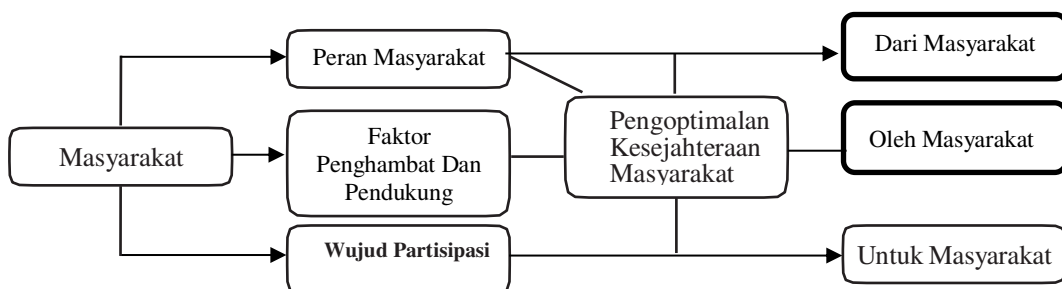 Masyarakat
Peran Masyarakat
Faktor
Penghambat Dan
Pendukung
Wujud Partisipasi
Pengoptimalan
Kesejahteraan
Masyarakat
Dari Masyarakat
Oleh Masyarakat
Untuk Masyarakat